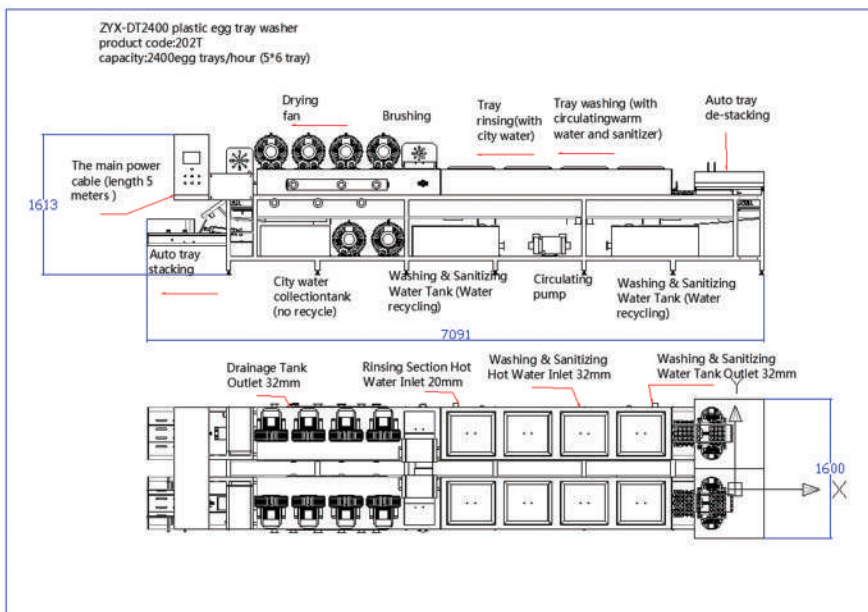 ZYX-DT2400 plastic egg tray washer
product code:202T
capacity:2400egg trays/hour (5*6 tray)
Drying
fan
Brushing
Tray
rinsing(with
city water)
Tray washing (with
circulatingwarm
water and sanitizer)
Auto tray
de-stacking
The main power
cable (length 5
meters )
1613
Auto tray
stacking
City water
collectiontank
(no recycle)
Washing & Sanitizing
Water Tank (Water
recycling)
Circulating
pump
Washing & Sanitizing
Water Tank (Water
recycling)
7091
Drainage Tank
Outlet 32mm
Rinsing Section Hot
Water Inlet 20mm
Washing & Sanitizing
Hot Water Inlet 32mm
Washing & Sanitizing
Water Tank Outlet 32mm
Y
1600
X